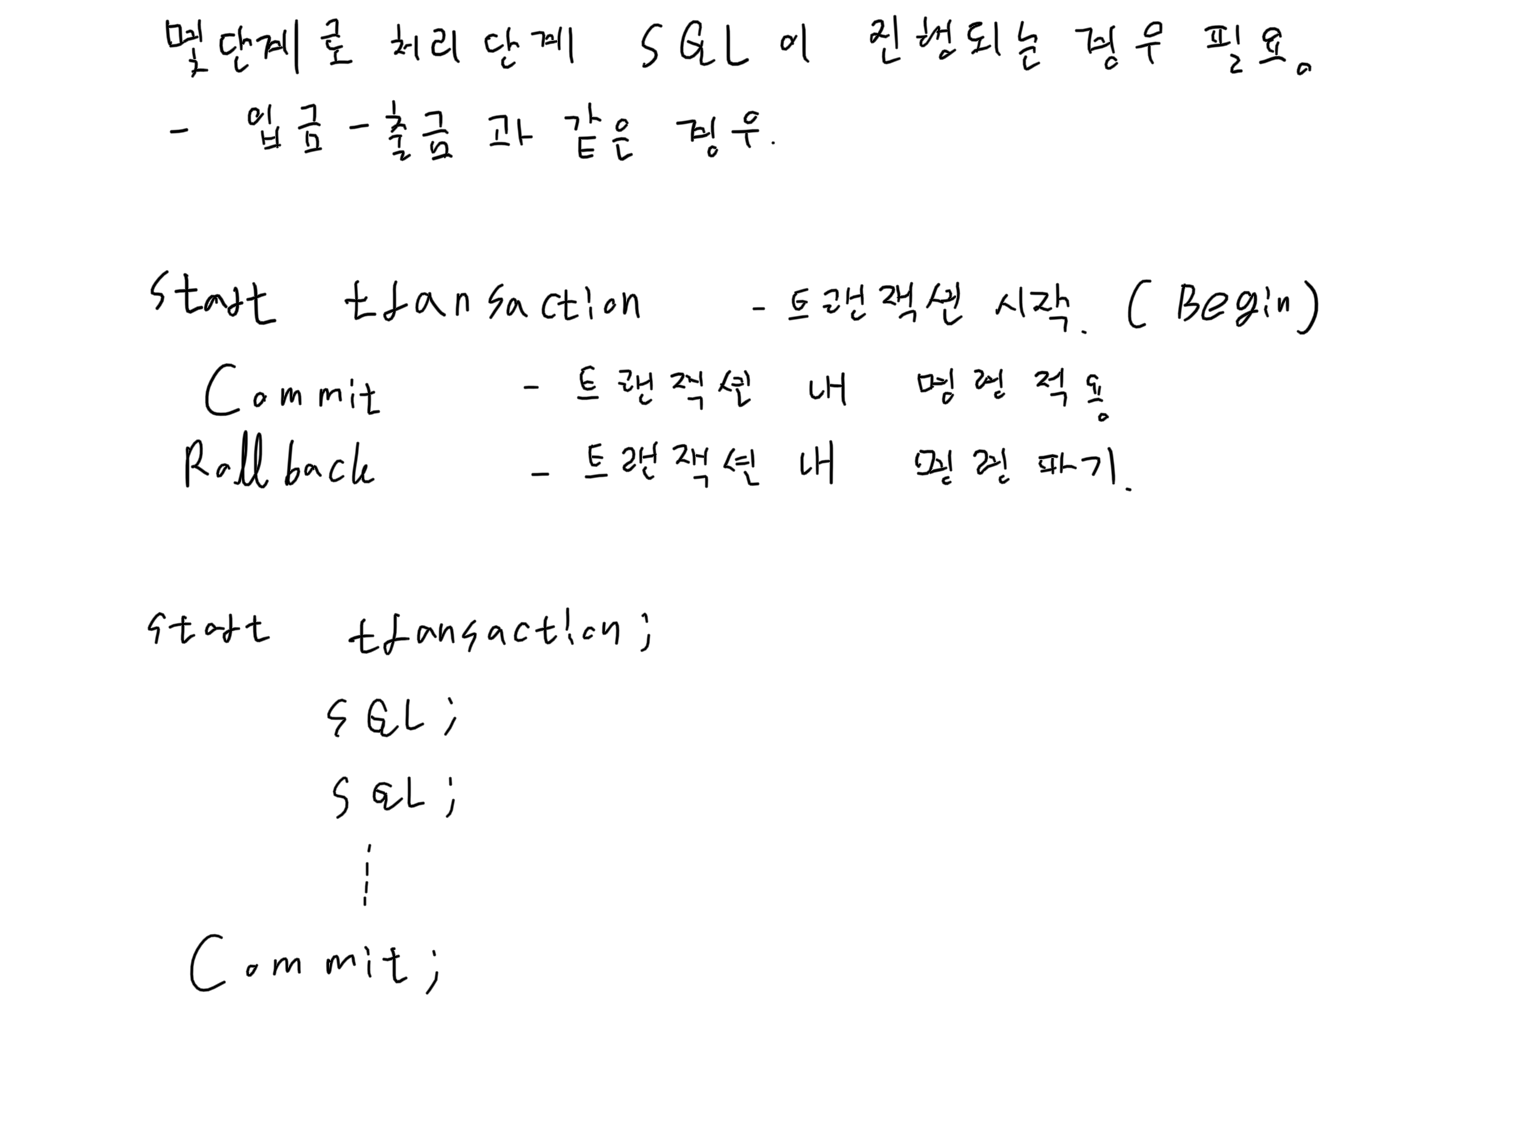 몇단계로 처리단계 SQL이 진행되는 경우 필요。
- 입금-출금과 같은 경우.
start transaction - 트랜잭션 시작. (Begin)
Commit - 트랜잭션 내 명령 적용
Rollback - 트랜잭션 내 명령 파기.
start transaction;
SQL;
SQL;
Commit;